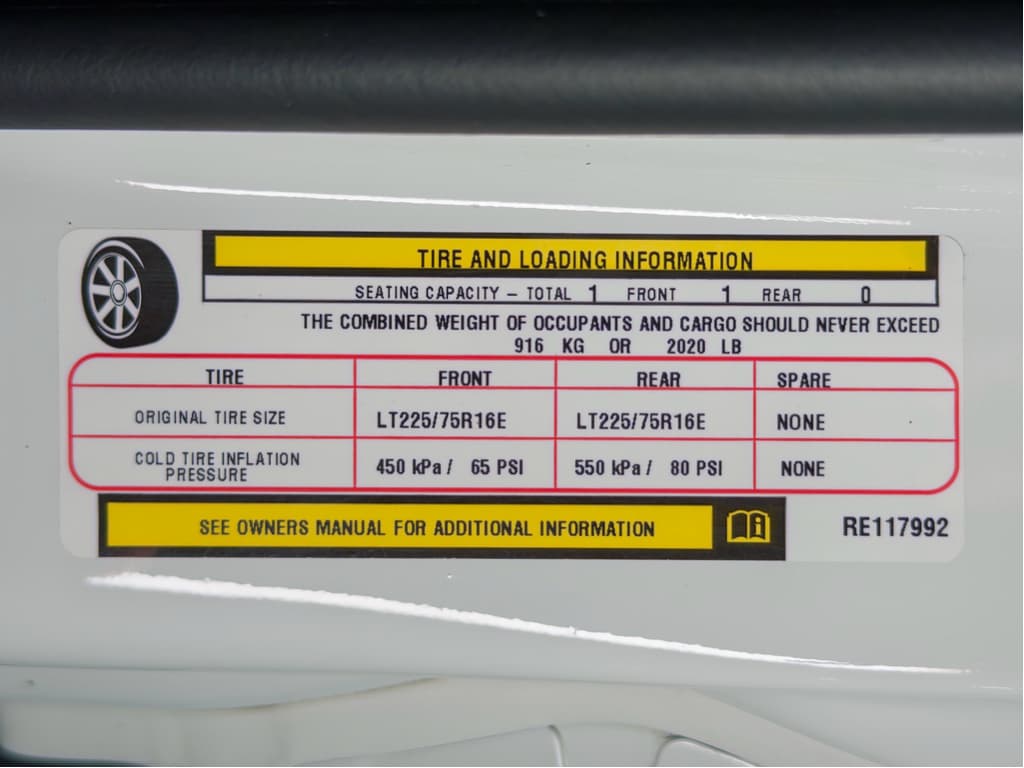 TIRE AND LOADING INFORMATION
SEATING CAPACITY – TOTAL 1 FRONT 1 REAR 0
THE COMBINED WEIGHT OF OCCUPANTS AND CARGO SHOULD NEVER EXCEED
916 KG OR 2020 LB
TIRE FRONT REAR SPARE
ORIGINAL TIRE SIZE LT225/75R16E LT225/75R16E NONE
COLD TIRE INFLATION
PRESSURE 450 kPa / 65 PSI 550 kPa / 80 PSI NONE
SEE OWNERS MANUAL FOR ADDITIONAL INFORMATION
RE117992